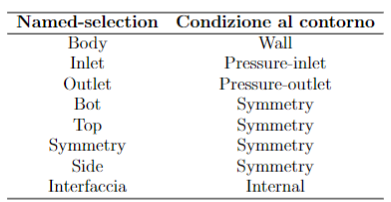 Named-selection Condizione al contorno
Body Wall
Inlet Pressure-inlet
Outlet Pressure-outlet
Bot Symmetry
Top Symmetry
Symmetry Symmetry
Side Symmetry
Interfaccia Internal